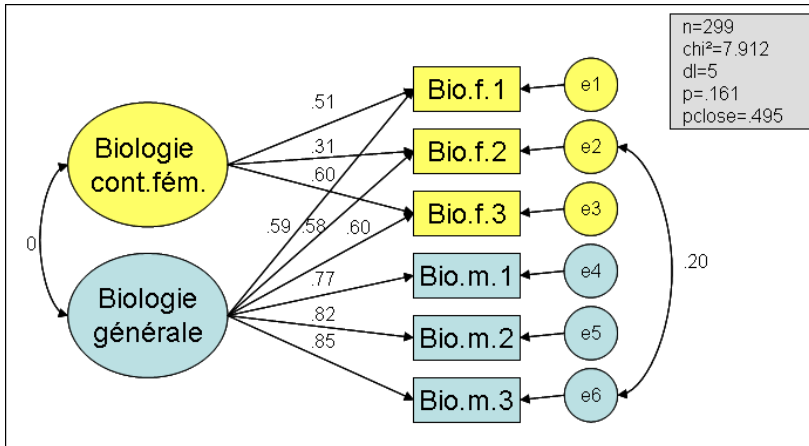 n=299
chi²=7.912
dl=5
p=.161
pclose=.495
Biologie
cont.fém.
Biologie
générale
0
.51
.31
.60
.59
.58
.60
.77
.82
.85
Bio.f.1
e1
Bio.f.2
e2
Bio.f.3
e3
Bio.m.1
e4
Bio.m.2
e5
Bio.m.3
e6
.20